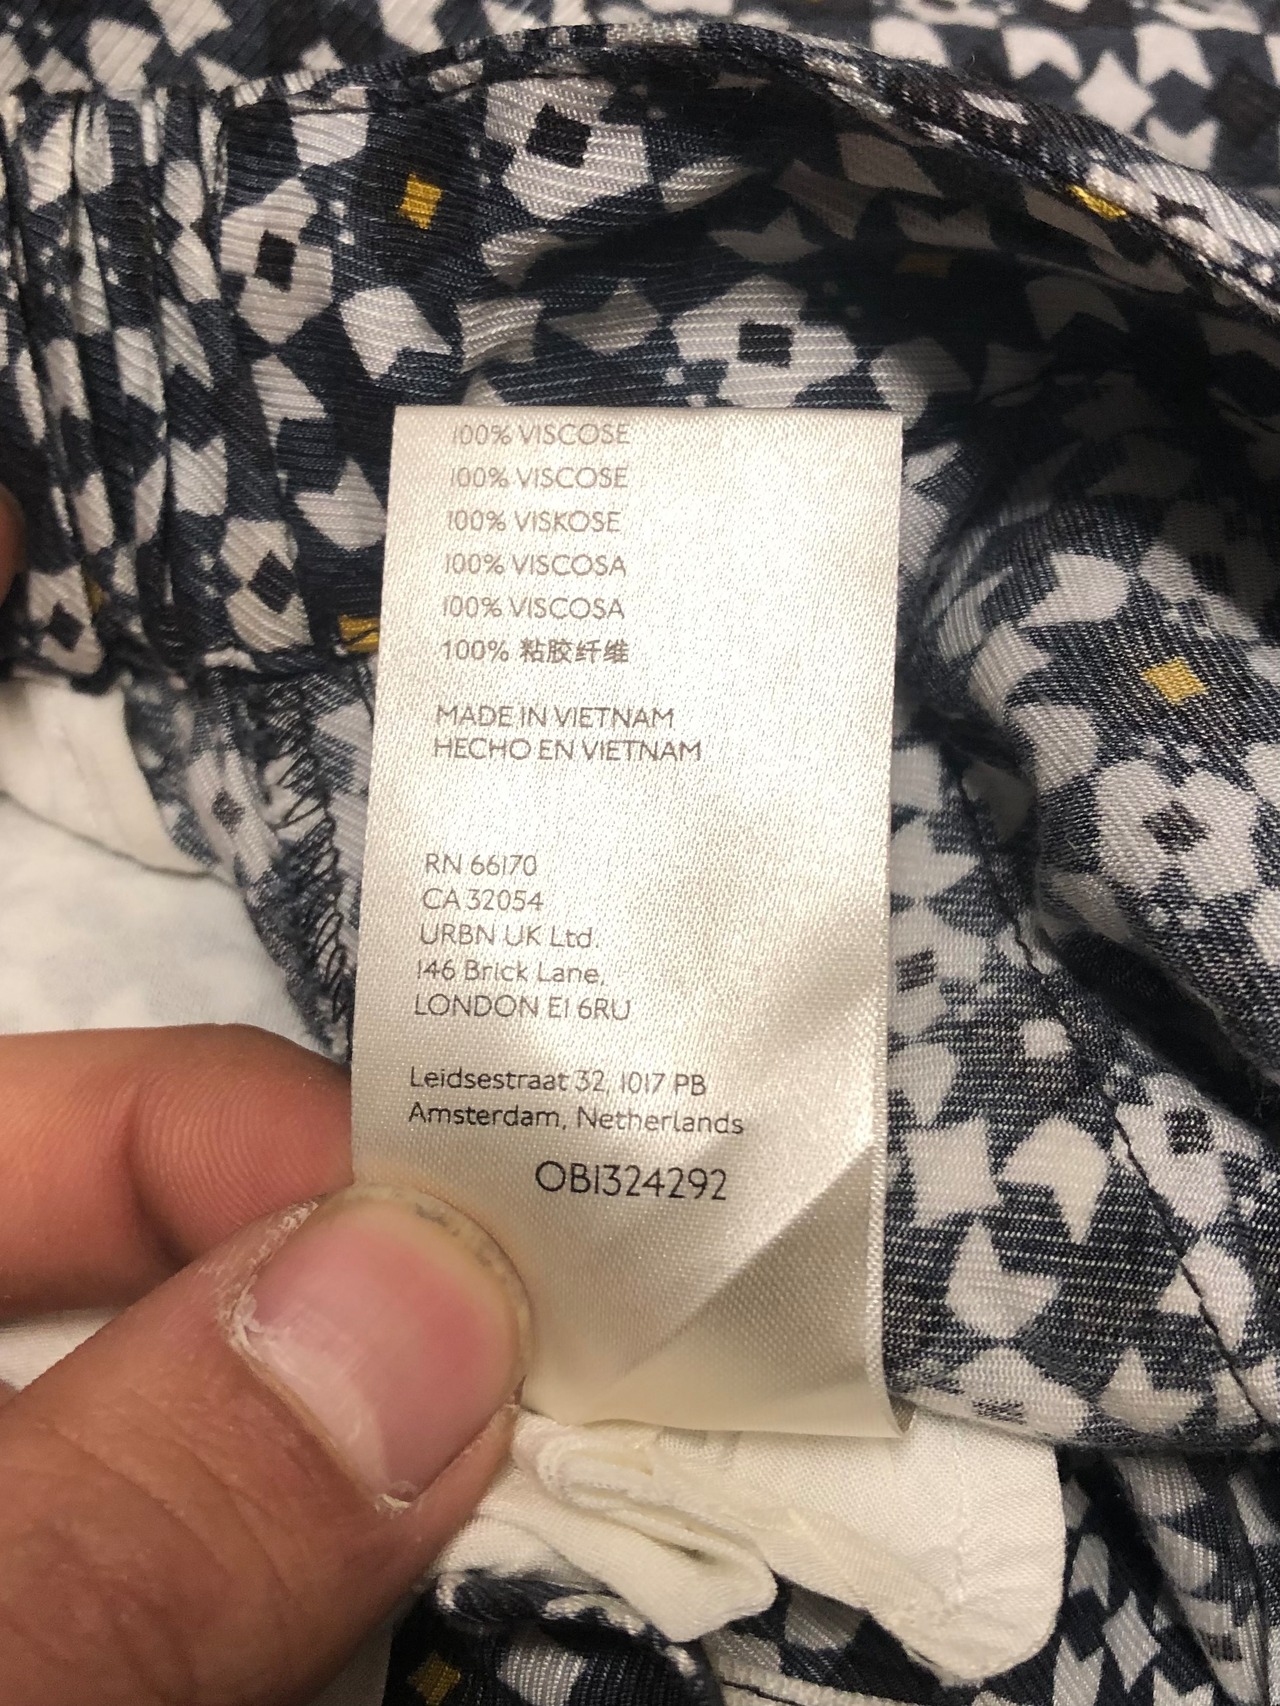 100% VISCOSE
100% VISCOSE
100% VISKOSE
100% VISCOSA
100% VISCOSA
100% 粘胶纤维
MADE IN VIETNAM
HECHO EN VIETNAM
RN 66170
CA 32054
URBN UK Ltd.
146 Brick Lane,
LONDON E1 6RU
Leidsestraat 32, 1017 PB
Amsterdam, Netherlands
OB1324292